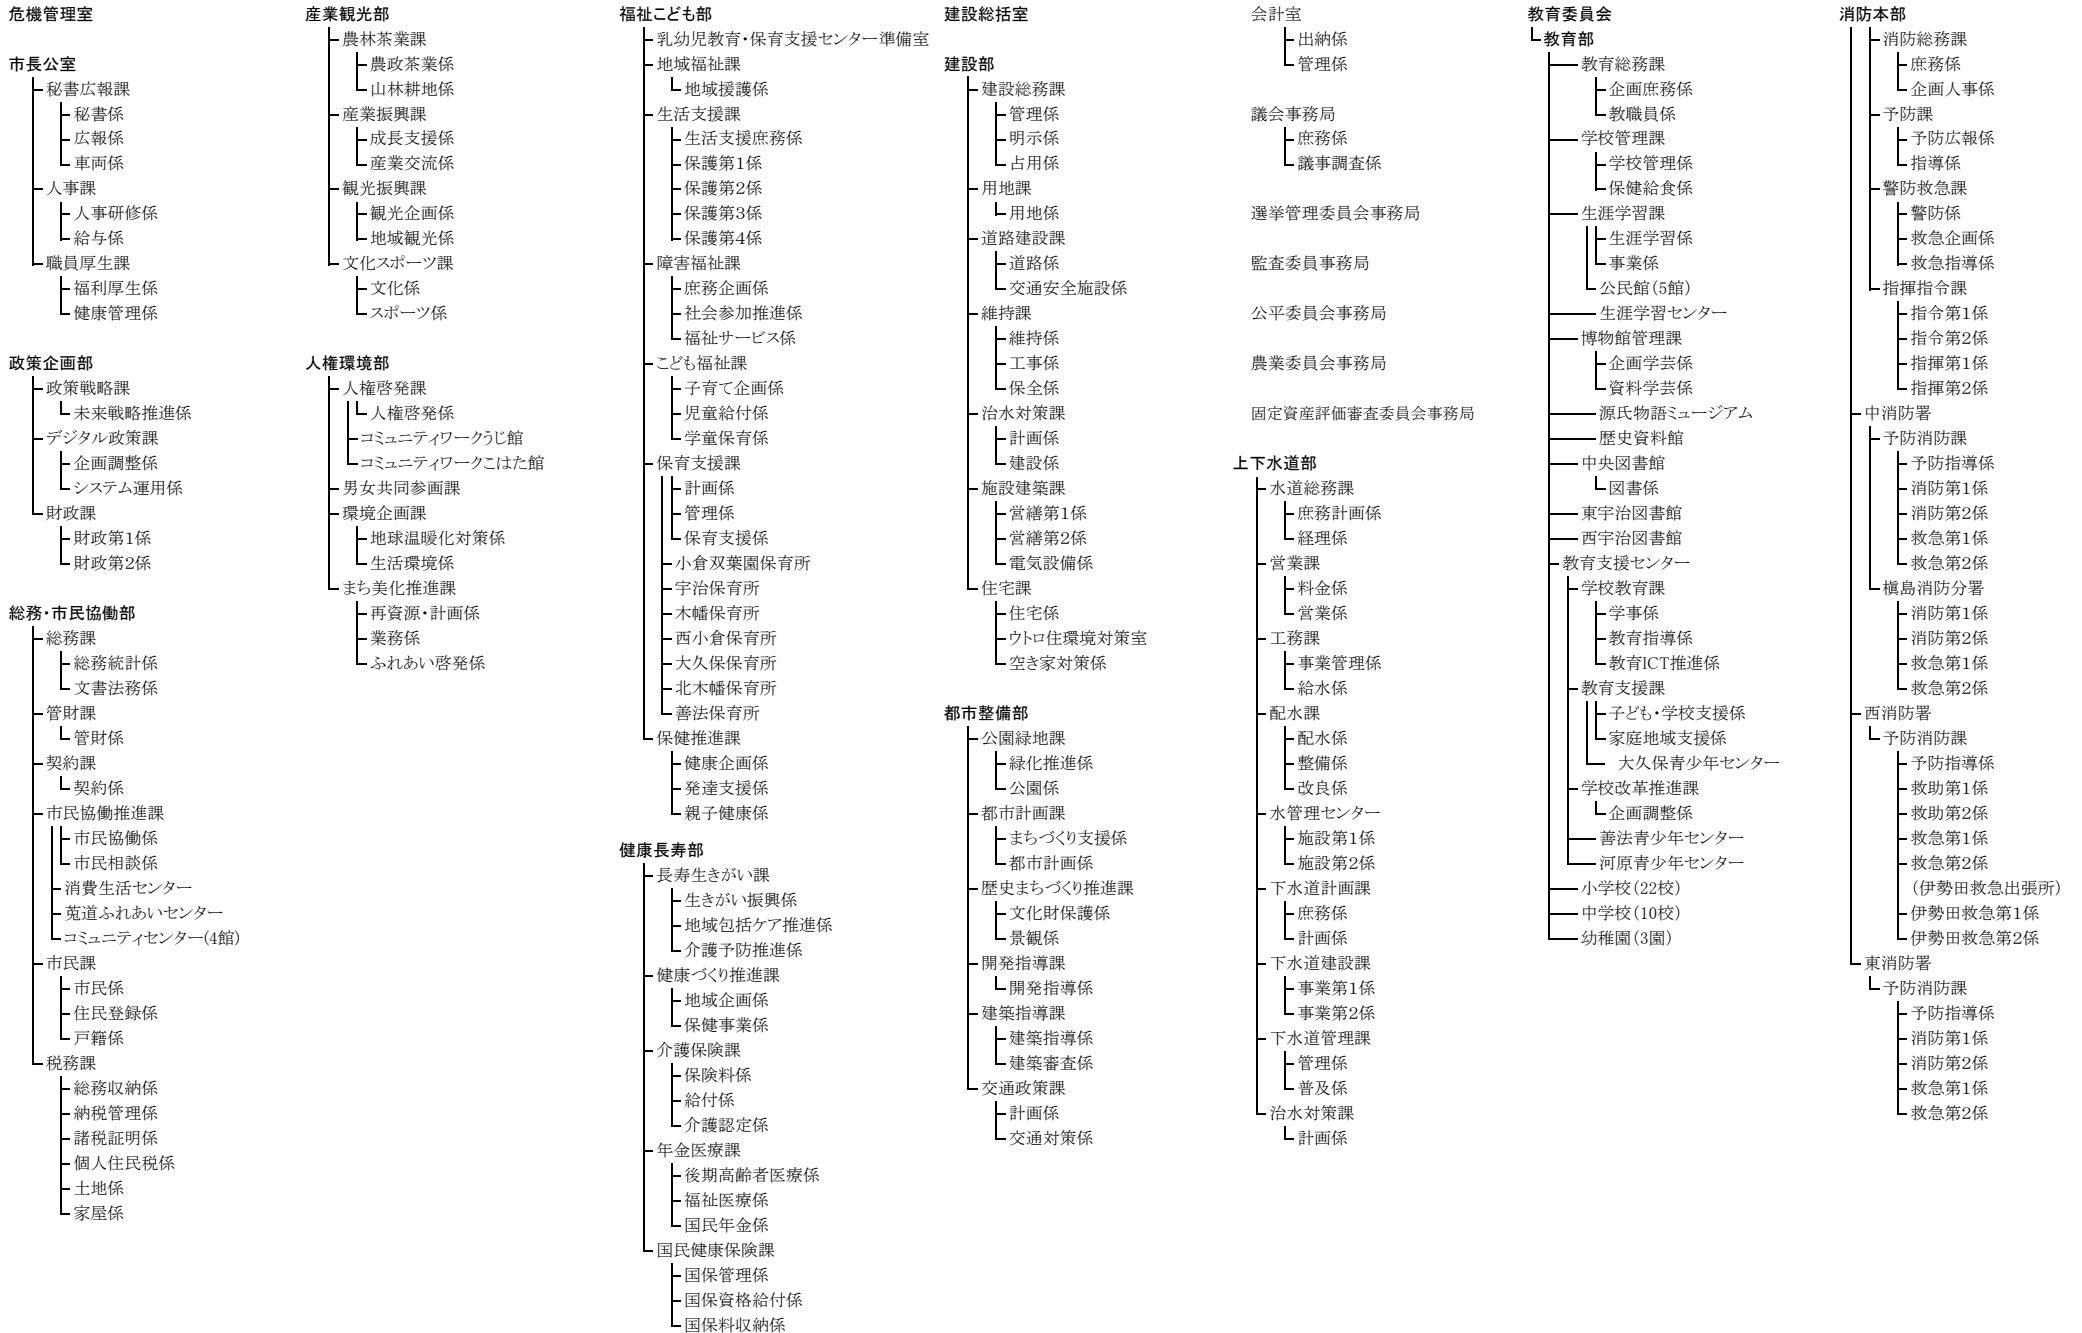 危機管理室
市長公室
秘書広報課
秘書係
広報係
車両係
人事課
人事研修係
給与係
職員厚生課
福利厚生係
健康管理係
政策企画部
政策戦略課
未来戦略推進係
デジタル政策課
企画調整係
システム運用係
財政課
財政第1係
財政第2係
総務・市民協働部
総務課
総務統計係
文書法務係
管財課
管財係
契約課
契約係
市民協働推進課
市民協働係
市民相談係
消費生活センター
莵道ふれあいセンター
コミュニティセンター(4館)
市民課
市民係
住民登録係
戸籍係
税務課
総務収納係
納税管理係
諸税証明係
個人住民税係
土地係
家屋係
産業観光部
農林茶業課
農政茶業係
山林耕地係
産業振興課
成長支援係
産業交流係
観光振興課
観光企画係
地域観光係
文化スポーツ課
文化係
スポーツ係
人権環境部
人権啓発課
人権啓発係
コミュニティワークうじ館
コミュニティワークこはた館
男女共同参画課
環境企画課
地球温暖化対策係
生活環境係
まち美化推進課
再資源・計画係
業務係
ふれあい啓発係
福祉こども部
乳幼児教育・保育支援センター準備室
地域福祉課
地域援護係
生活支援課
生活支援庶務係
保護第1係
保護第2係
保護第3係
保護第4係
障害福祉課
庶務企画係
社会参加推進係
福祉サービス係
こども福祉課
子育て企画係
児童給付係
学童保育係
保育支援課
計画係
管理係
保育支援係
小倉双葉園保育所
宇治保育所
木幡保育所
西小倉保育所
大久保保育所
北木幡保育所
善法保育所
保健推進課
健康企画係
発達支援係
親子健康係
健康長寿部
長寿生きがい課
生きがい振興係
地域包括ケア推進係
介護予防推進係
健康づくり推進課
地域企画係
保健事業係
介護保険課
保険料係
給付係
介護認定係
年金医療課
後期高齢者医療係
福祉医療係
国民年金係
国民健康保険課
国保管理係
国保資格給付係
国保料収納係
建設総括室
建設部
建設総務課
管理係
明示係
占用係
用地課
用地係
道路建設課
道路係
交通安全施設係
維持課
維持係
工事係
保全係
治水対策課
計画係
建設係
施設建築課
営繕第1係
営繕第2係
電気設備係
住宅課
住宅係
ウトロ住環境対策室
空き家対策係
都市整備部
公園緑地課
緑化推進係
公園係
都市計画課
まちづくり支援係
都市計画係
歴史まちづくり推進課
文化財保護係
景観係
開発指導課
開発指導係
建築指導課
建築指導係
建築審査係
交通政策課
計画係
交通対策係
会計室
出納係
管理係
議会事務局
庶務係
議事調査係
選挙管理委員会事務局
監査委員事務局
公平委員会事務局
農業委員会事務局
固定資産評価審査委員会事務局
上下水道部
水道総務課
庶務計画係
経理係
営業課
料金係
営業係
工務課
事業管理係
給水係
配水課
配水係
整備係
改良係
水管理センター
施設第1係
施設第2係
下水道計画課
庶務係
計画係
下水道建設課
事業第1係
事業第2係
下水道管理課
管理係
普及係
治水対策課
計画係
教育委員会
教育部
教育総務課
企画庶務係
教職員係
学校管理課
学校管理係
保健給食係
生涯学習課
生涯学習係
事業係
公民館(5館)
生涯学習センター
博物館管理課
企画学芸係
資料学芸係
源氏物語ミュージアム
歴史資料館
中央図書館
図書係
東宇治図書館
西宇治図書館
教育支援センター
学校教育課
学事係
教育指導係
教育ICT推進係
教育支援課
子ども・学校支援係
家庭地域支援係
大久保青少年センター
学校改革推進課
企画調整係
善法青少年センター
河原青少年センター
小学校(22校)
中学校(10校)
幼稚園(3園)
消防本部
消防総務課
庶務係
企画人事係
予防課
予防広報係
指導係
警防救急課
警防係
救急企画係
救急指導係
指揮指令課
指令第1係
指令第2係
指揮第1係
指揮第2係
中消防署
予防消防課
予防指導係
消防第1係
消防第2係
救急第1係
救急第2係
槇島消防分署
消防第1係
消防第2係
救急第1係
救急第2係
西消防署
予防消防課
予防指導係
救助第1係
救助第2係
救急第1係
救急第2係
(伊勢田救急出張所)
伊勢田救急第1係
伊勢田救急第2係
東消防署
予防消防課
予防指導係
消防第1係
消防第2係
救急第1係
救急第2係